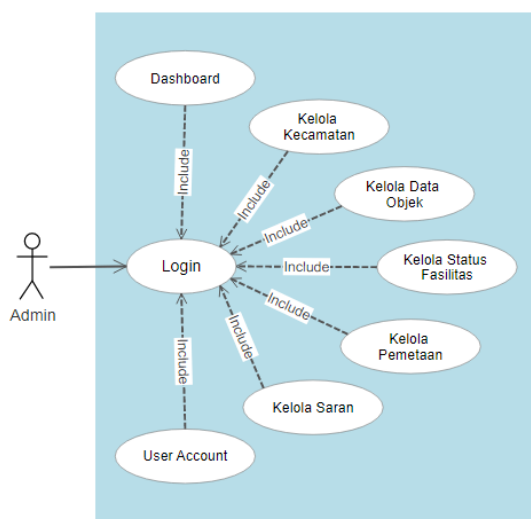 Dashboard
Include
Kelola
Kecamatan
Include
Kelola Data
Objek
Include
Admin
Login
Include
Kelola Status
Fasilitas
Include
Kelola
Pemetaan
Include
Kelola Saran
Include
User Account